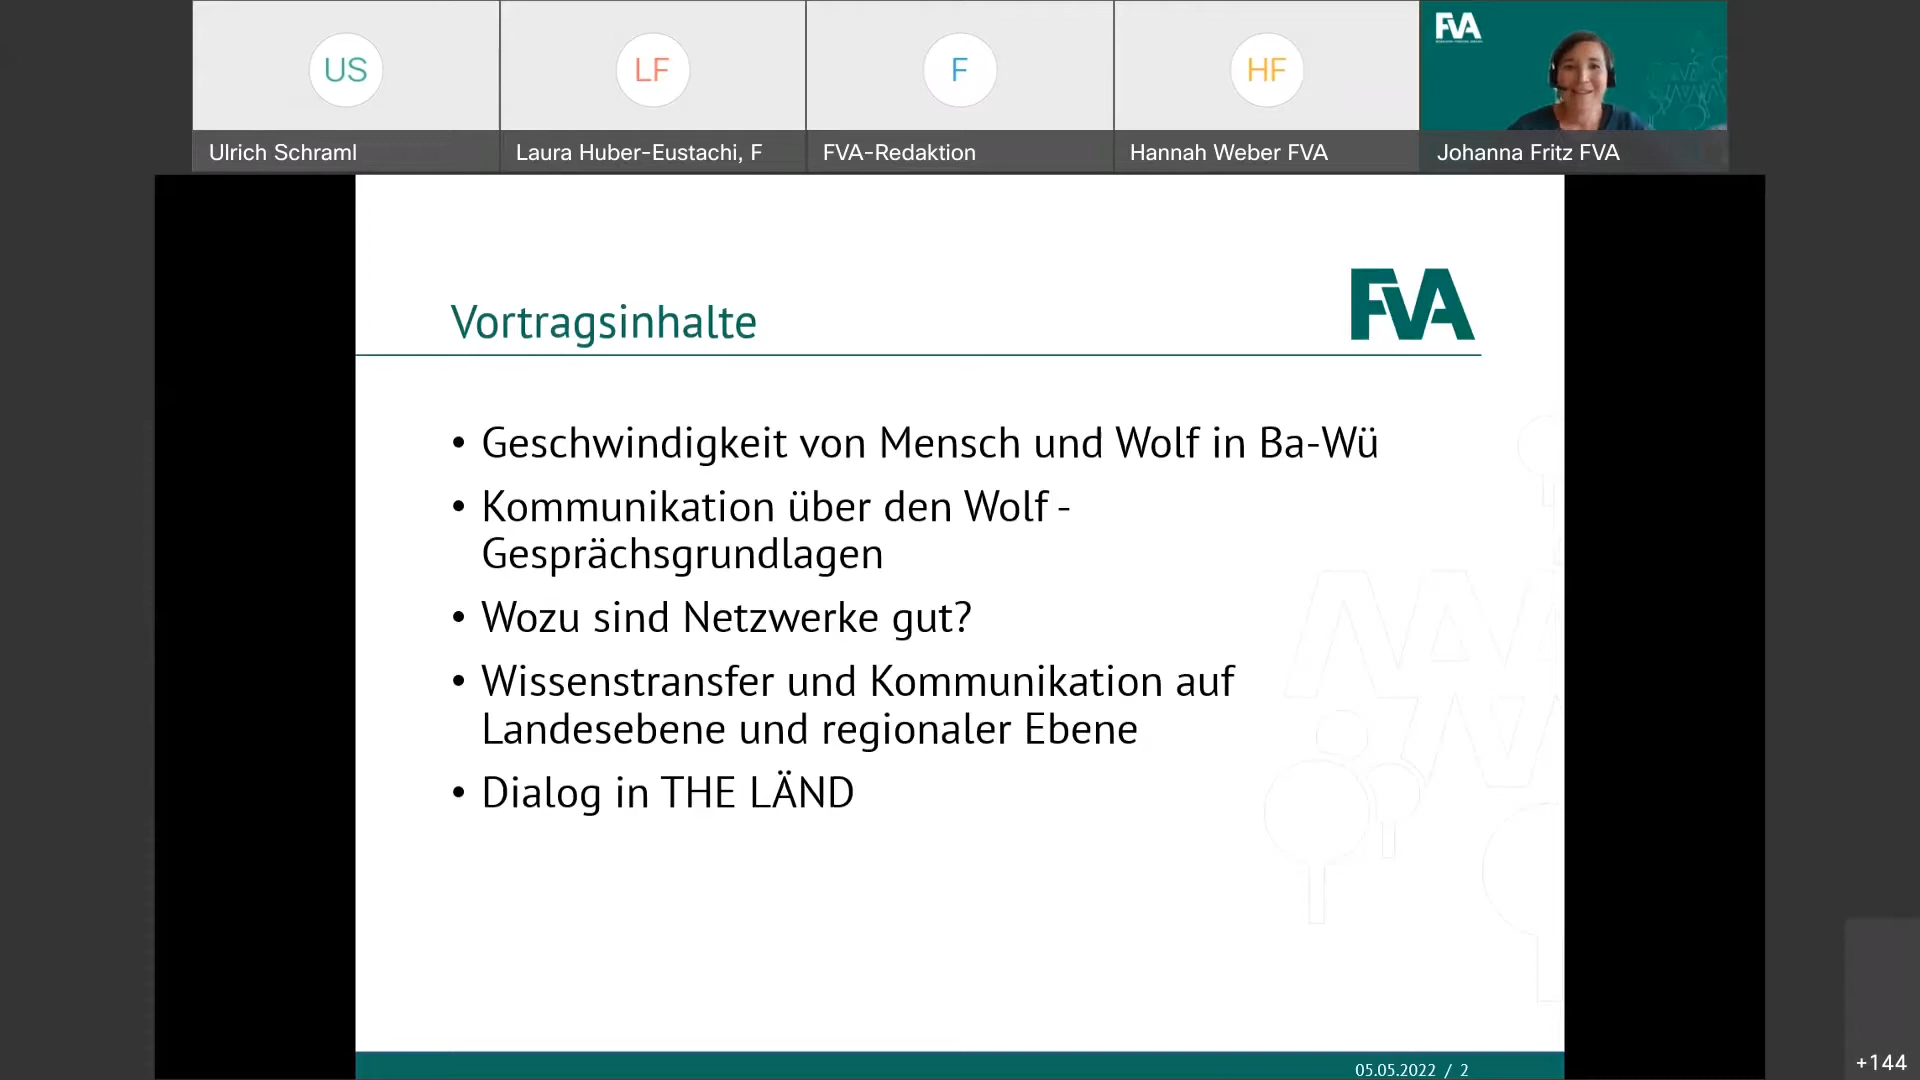 US
LF
F
HF
FVA
Ulrich Schraml
Laura Huber-Eustachi, F
FVA-Redaktion
Hannah Weber FVA
Johanna Fritz FVA
FVA
Vortragsinhalte
• Geschwindigkeit von Mensch und Wolf in Ba-Wü
• Kommunikation über den Wolf -
Gesprächsgrundlagen
• Wozu sind Netzwerke gut?
• Wissenstransfer und Kommunikation auf
Landesebene und regionaler Ebene
• Dialog in THE LÄND
05.05.2022 / 2
+144